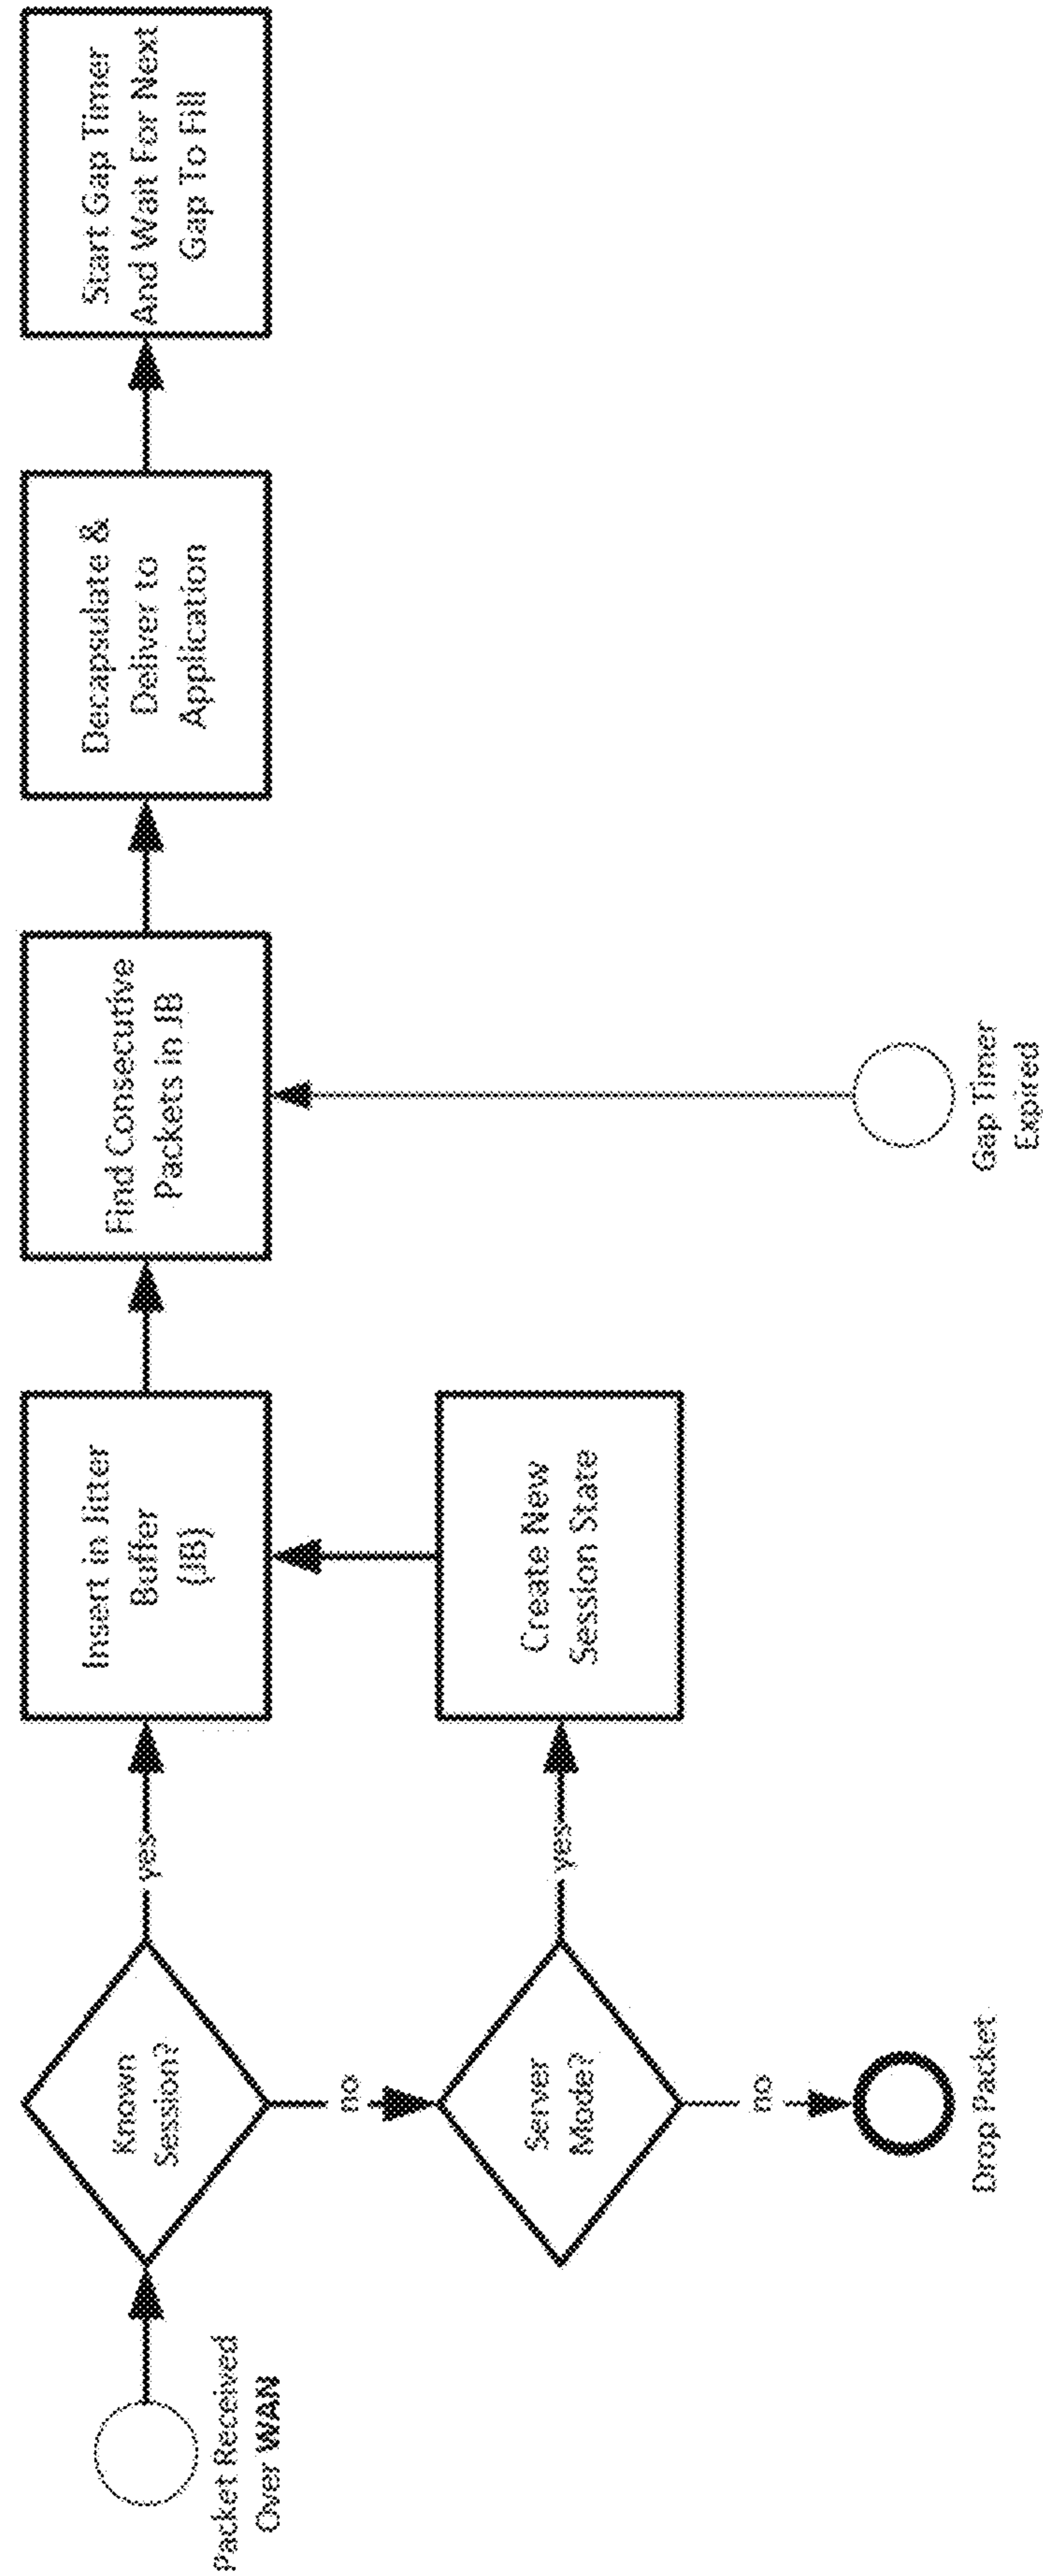 Packet Received
Over WAN
Known
Session?
yes
no
Server
Mode?
yes
no
Drop Packet
Insert in Jitter
Buffer
(JB)
Create New
Session State
Find Consecutive
Packets in JB
Gap Timer
Expired
Decapsulate &
Deliver to
Application
Start Gap Timer
And Wait For Next
Gap To Fill